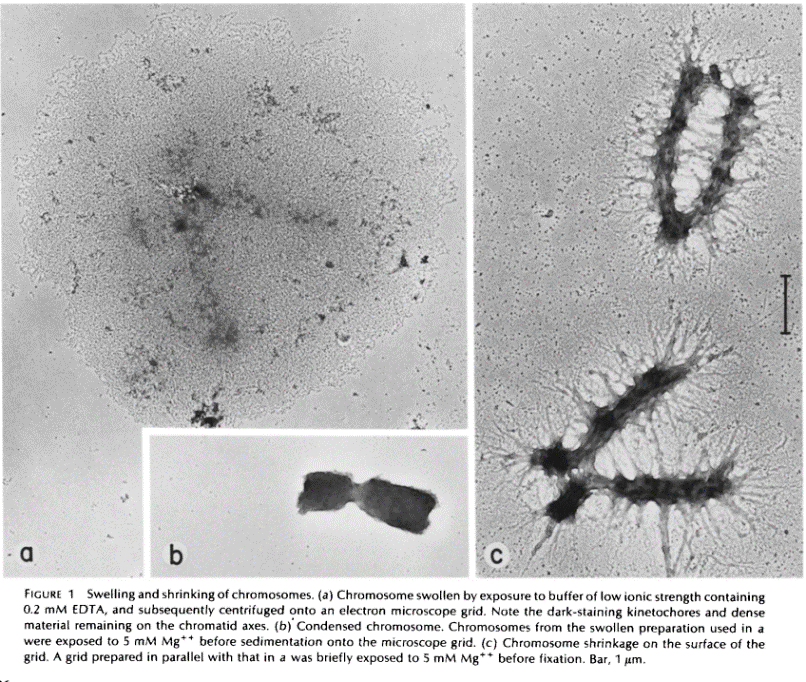 a
b
c
FIGURE 1 Swelling and shrinking of chromosomes. (a) Chromosome swollen by exposure to buffer of low ionic strength containing
0.2 mM EDTA, and subsequently centrifuged onto an electron microscope grid. Note the dark-staining kinetochores and dense
material remaining on the chromatid axes. (b) Condensed chromosome. Chromosomes from the swollen preparation used in a
were exposed to 5 mM Mg⁺⁺ before sedimentation onto the microscope grid. (c) Chromosome shrinkage on the surface of the
grid. A grid prepared in parallel with that in a was briefly exposed to 5 mM Mg⁺⁺ before fixation. Bar, 1 μm.